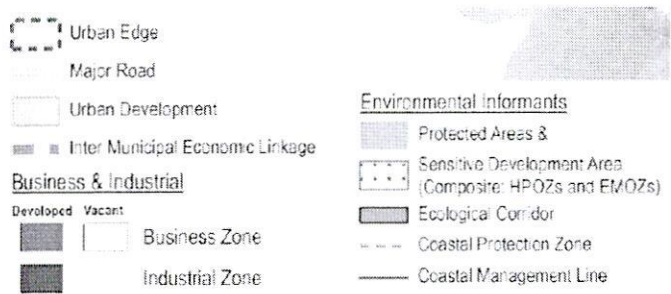 Urban Edge
Major Road
Urban Development
Inter Municipal Economic Linkage
Business & Industrial
Developed Vacant
Business Zone
Industrial Zone
Environmental Informants
Protected Areas &
Sensitive Development Area
(Composite: HPOZs and EMOZs)
Ecological Corridor
Coastal Protection Zone
Coastal Management Line